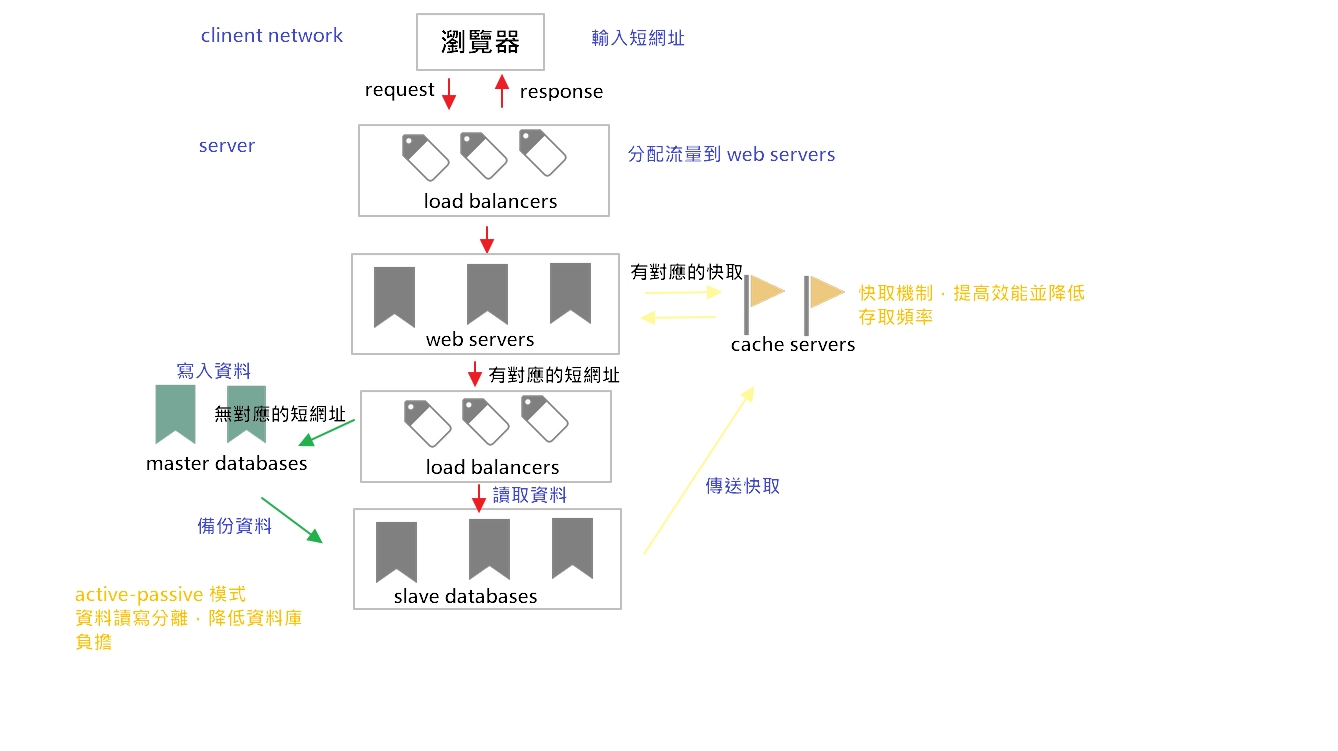 clinent network
瀏覽器
輸入短網址
request
response
server
分配流量到 web servers
load balancers
有對應的快取
快取機制，提高效能並降低
存取頻率
web servers
cache servers
寫入資料
有對應的短網址
無對應的短網址
master databases
load balancers
傳送快取
讀取資料
備份資料
slave databases
active-passive 模式
資料讀寫分離，降低資料庫
負擔